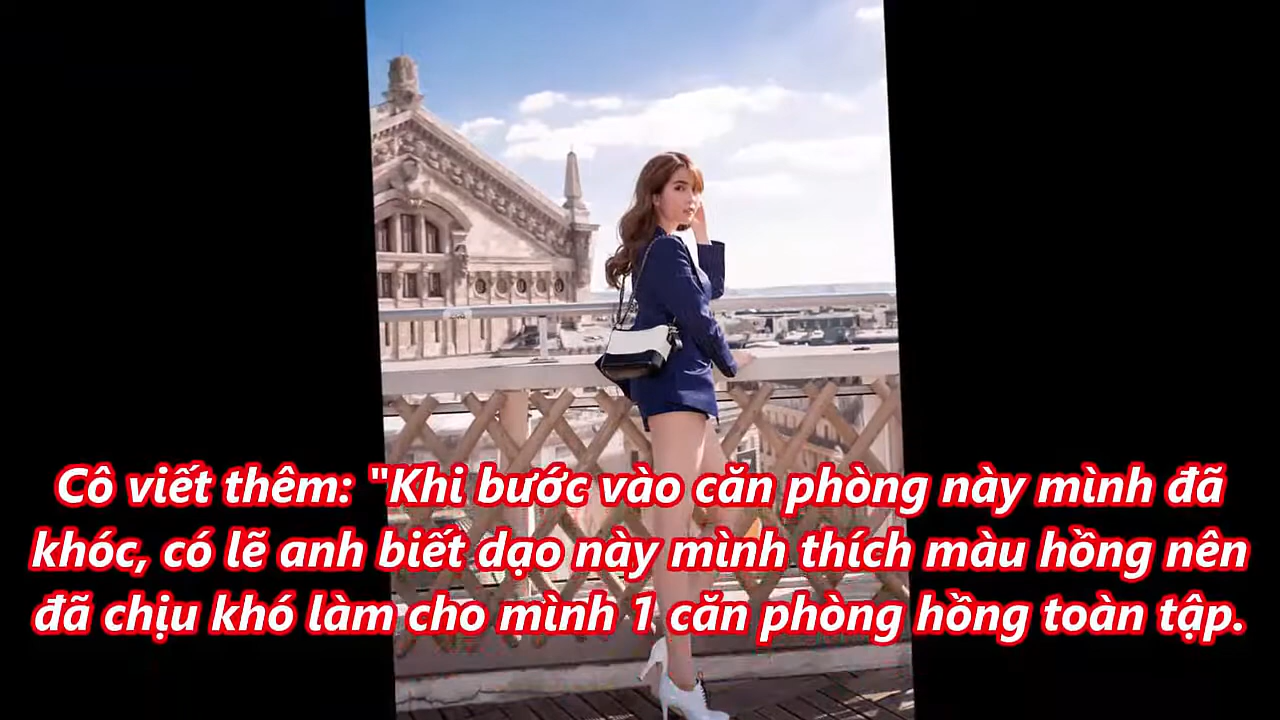 Cô viết thêm: "Khi bước vào căn phòng này mình đã
khóc, có lẽ anh biết dạo này mình thích màu hồng nên
đã chịu khó làm cho mình 1 căn phòng hồng toàn tập.